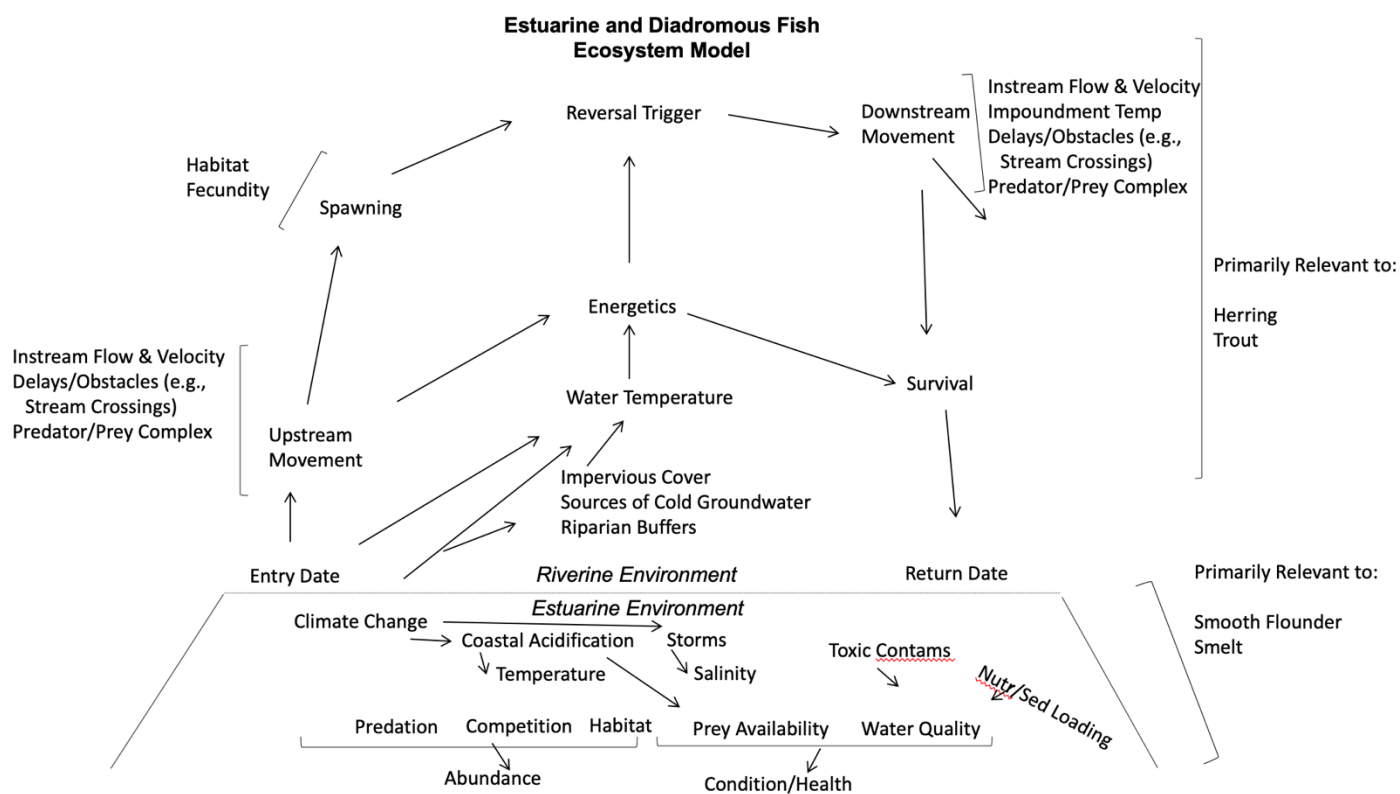 Estuarine and Diadromous Fish
Ecosystem Model
Reversal Trigger
Downstream
Movement
Instream Flow & Velocity
Impoundment Temp
Delays/Obstacles (e.g.,
Stream Crossings)
Predator/Prey Complex
Habitat
Fecundity
Spawning
Primarily Relevant to:
Herring
Trout
Energetics
Instream Flow & Velocity
Delays/Obstacles (e.g.,
Stream Crossings)
Predator/Prey Complex
Upstream
Movement
Water Temperature
Survival
Impervious Cover
Sources of Cold Groundwater
Riparian Buffers
Entry Date
Riverine Environment
Return Date
Primarily Relevant to:
Smooth Flounder
Smelt
Estuarine Environment
Climate Change
Coastal Acidification
Storms
Temperature
Salinity
Toxic Contams
Nutr/Sed Loading
Predation
Competition
Habitat
Prey Availability
Water Quality
Abundance
Condition/Health